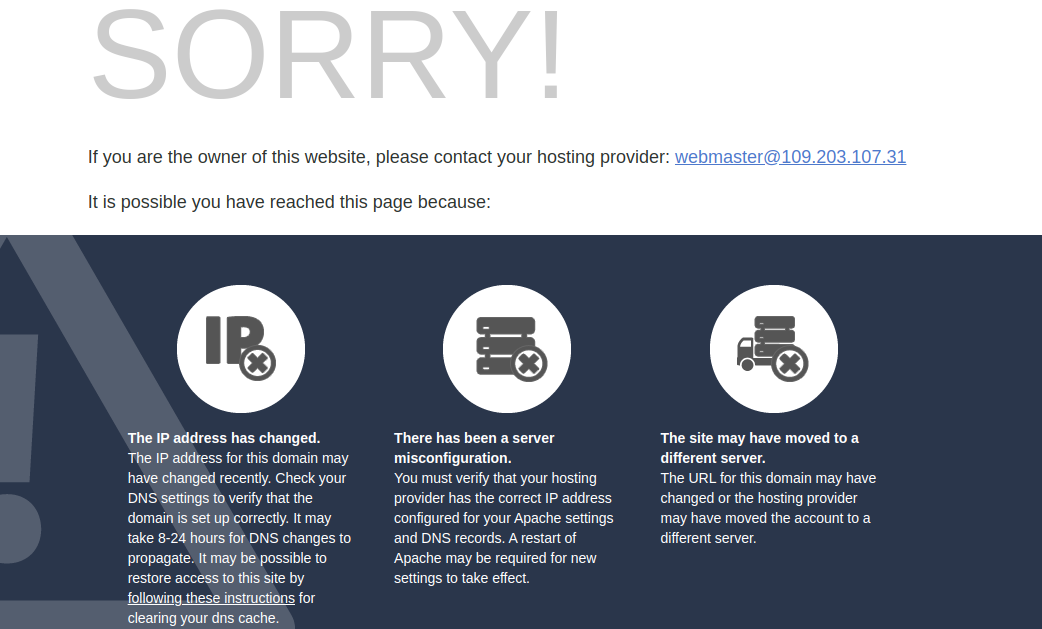 SORRY!
If you are the owner of this website, please contact your hosting provider: webmaster@109.203.107.31
It is possible you have reached this page because:
IP
The IP address has changed.
The IP address for this domain may
have changed recently. Check your
DNS settings to verify that the
domain is set up correctly. It may
take 8-24 hours for DNS changes to
propagate. It may be possible to
restore access to this site by
following these instructions for
clearing your dns cache.
There has been a server
misconfiguration.
You must verify that your hosting
provider has the correct IP address
configured for your Apache settings
and DNS records. A restart of
Apache may be required for new
settings to take effect.
The site may have moved to a
different server.
The URL for this domain may have
changed or the hosting provider
may have moved the account to a
different server.